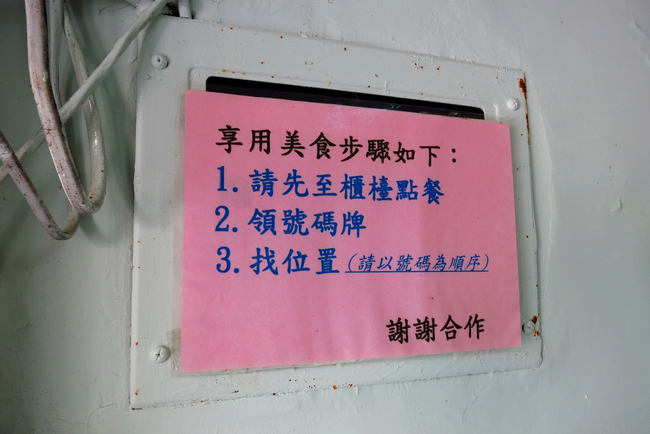 享用美食步驟如下：
1.請先至櫃檯點餐
2.領號碼牌
3.找位置(請以號碼為順序)
謝謝合作